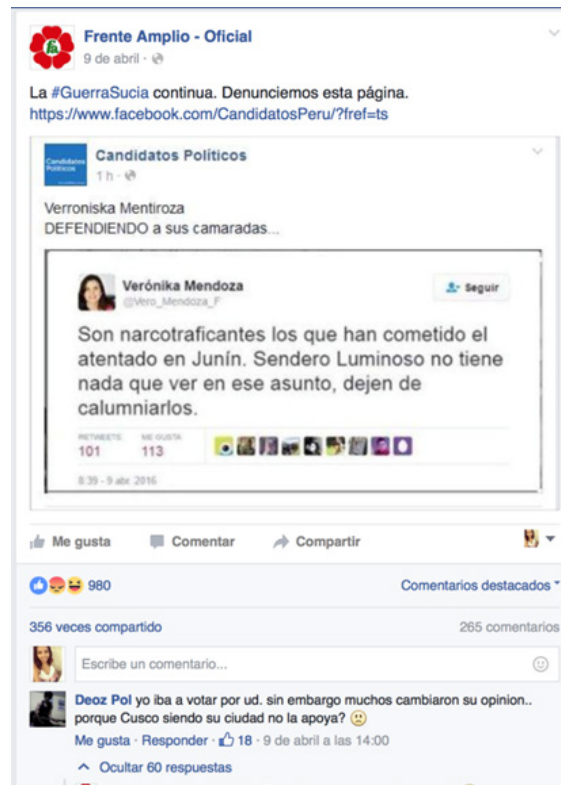 Frente Amplio - Oficial
9 de abril ·
La #GuerraSucia continua. Denunciemos esta página.
https://www.facebook.com/CandidatosPeru/?fref=ts
Candidatos Políticos
Candidatos Políticos
1 h ·
Verroniska Mentiroza
DEFENDIENDO a sus camaradas...
Verónika Mendoza
@Vero_Mendoza_F
Seguir
Son narcotraficantes los que han cometido el
atentado en Junín. Sendero Luminoso no tiene
nada que ver en ese asunto, dejen de
calumniarlos.
RETWEETS ME GUSTA
101 113
8:39 - 9 abr. 2016
Me gusta Comentar Compartir
980 Comentarios destacados
356 veces compartido 265 comentarios
Escribe un comentario...
Deoz Pol yo iba a votar por ud. sin embargo muchos cambiaron su opinion..
porque Cusco siendo su ciudad no la apoya?
Me gusta · Responder · 18 · 9 de abril a las 14:00
Ocultar 60 respuestas